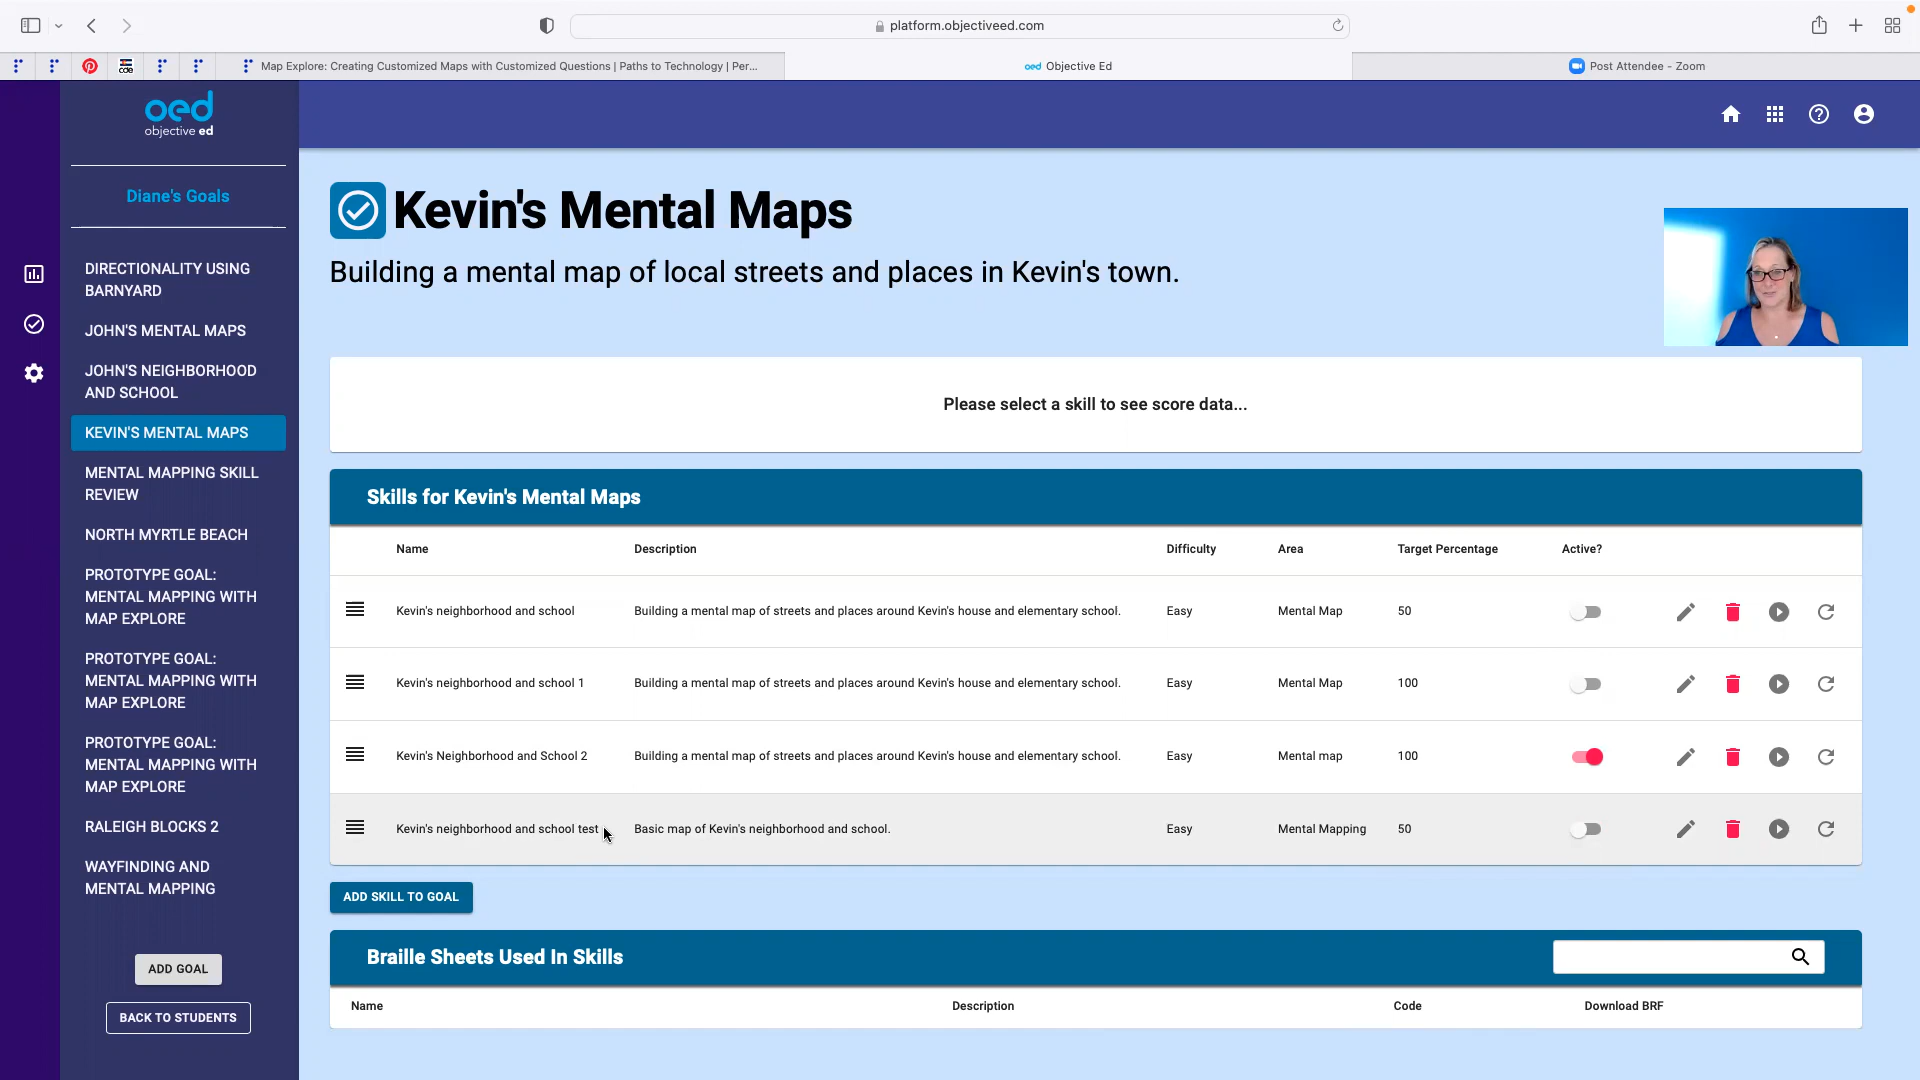 platform.objectiveed.com
Map Explore: Creating Customized Maps with Customized Questions | Paths to Technology | Per...
oed Objective Ed
Post Attendee - Zoom
cde
oed
objective ed
Diane's Goals
DIRECTIONALITY USING
BARNYARD
JOHN'S MENTAL MAPS
JOHN'S NEIGHBORHOOD
AND SCHOOL
KEVIN'S MENTAL MAPS
MENTAL MAPPING SKILL
REVIEW
NORTH MYRTLE BEACH
PROTOTYPE GOAL:
MENTAL MAPPING WITH
MAP EXPLORE
PROTOTYPE GOAL:
MENTAL MAPPING WITH
MAP EXPLORE
PROTOTYPE GOAL:
MENTAL MAPPING WITH
MAP EXPLORE
RALEIGH BLOCKS 2
WAYFINDING AND
MENTAL MAPPING
ADD GOAL
BACK TO STUDENTS
Kevin's Mental Maps
Building a mental map of local streets and places in Kevin's town.
Please select a skill to see score data...
Skills for Kevin's Mental Maps
Name Description Difficulty Area Target Percentage Active?
Kevin's neighborhood and school Building a mental map of streets and places around Kevin's house and elementary school. Easy Mental Map 50
Kevin's neighborhood and school 1 Building a mental map of streets and places around Kevin's house and elementary school. Easy Mental Map 100
Kevin's Neighborhood and School 2 Building a mental map of streets and places around Kevin's house and elementary school. Easy Mental map 100
Kevin's neighborhood and school test Basic map of Kevin's neighborhood and school. Easy Mental Mapping 50
ADD SKILL TO GOAL
Braille Sheets Used In Skills
Name Description Code Download BRF